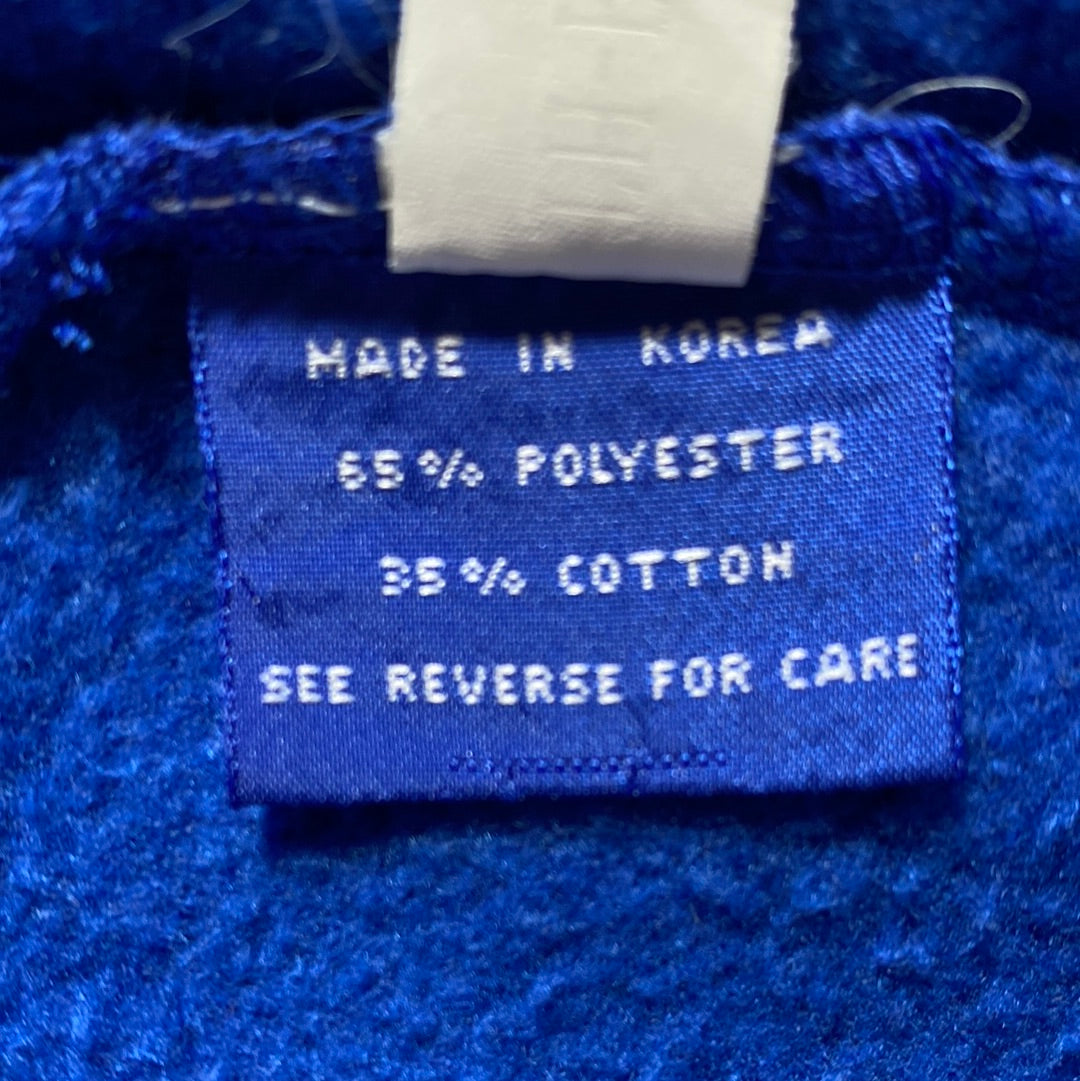 MADE IN KOREA
65% POLYESTER
35% COTTON
SEE REVERSE FOR CARE